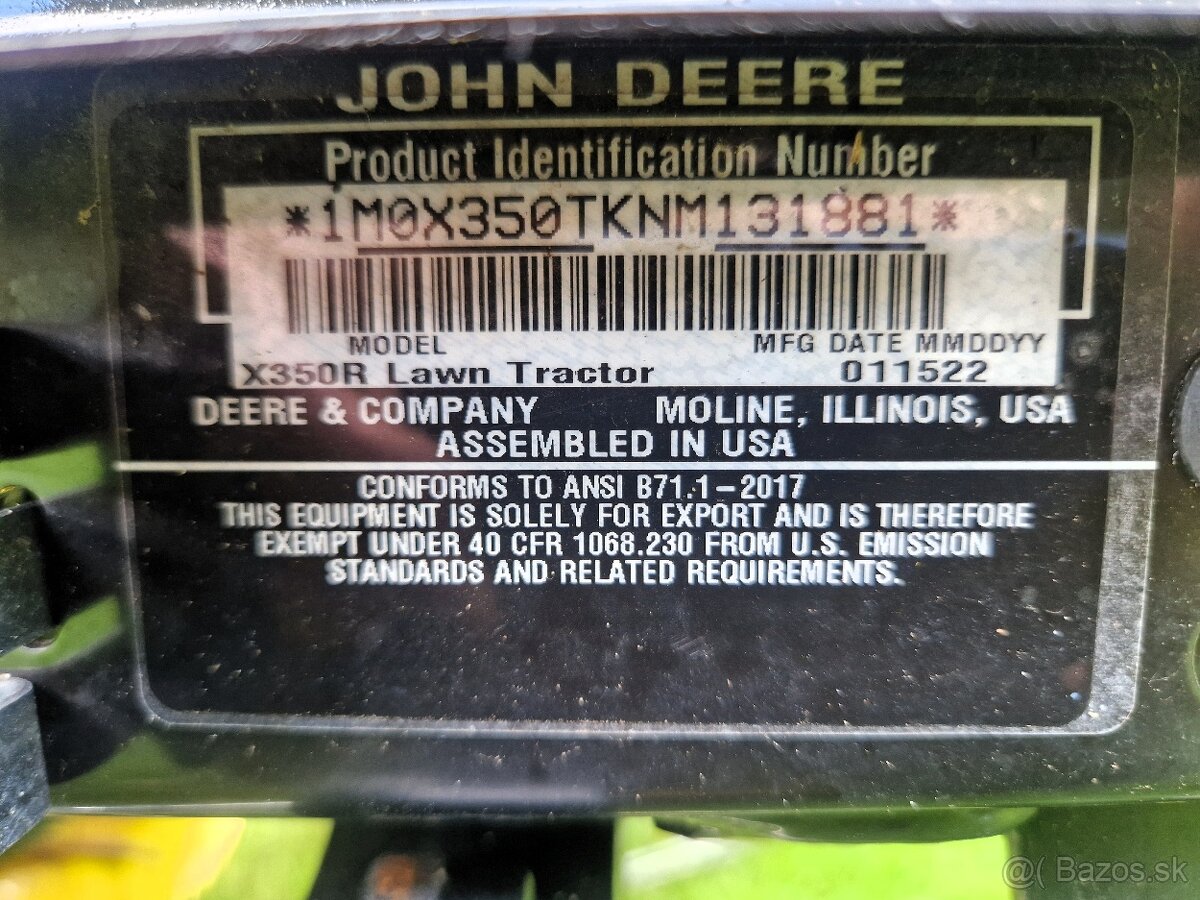 JOHN DEERE
Product Identification Number
*1M0X350TKNM131881*
MODEL MFG DATE MMDDYY
X350R Lawn Tractor 011522
DEERE & COMPANY MOLINE, ILLINOIS, USA
ASSEMBLED IN USA
CONFORMS TO ANSI B71.1-2017
THIS EQUIPMENT IS SOLELY FOR EXPORT AND IS THEREFORE
EXEMPT UNDER 40 CFR 1068.230 FROM U.S. EMISSION
STANDARDS AND RELATED REQUIREMENTS.
@( Bazos.sk